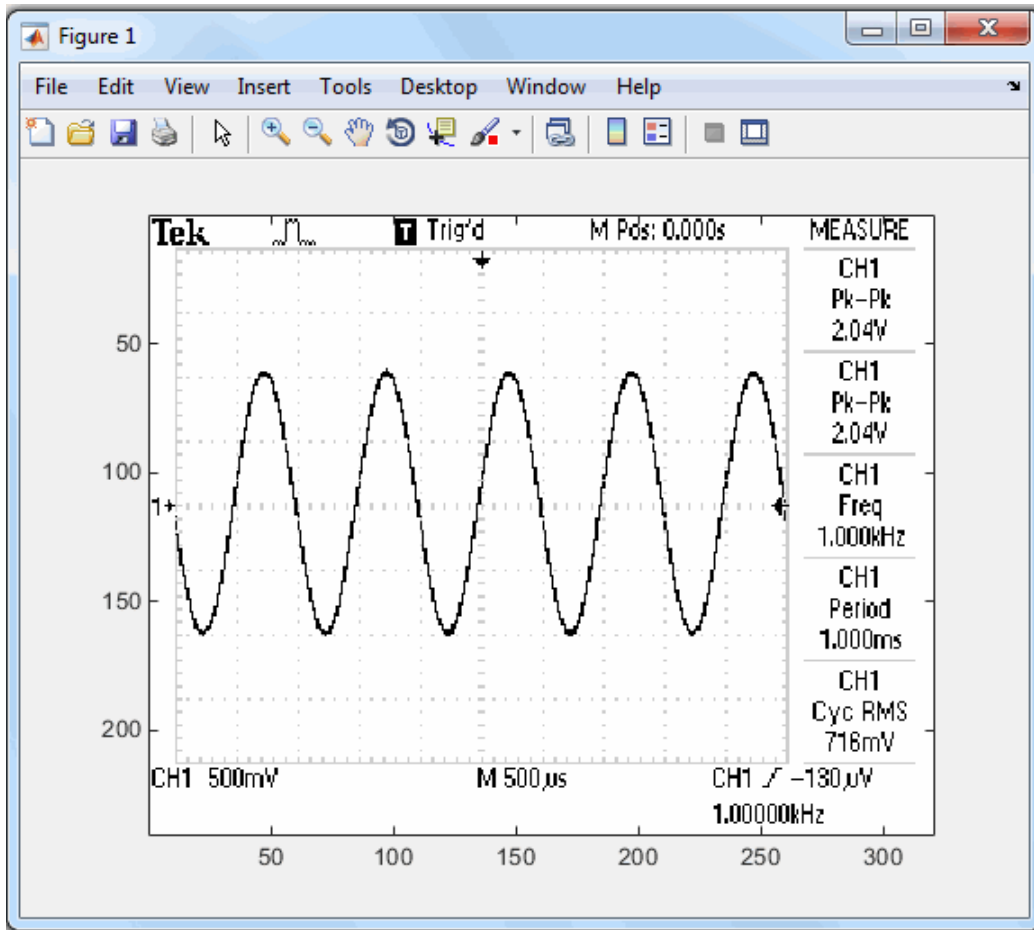 Figure 1
File Edit View Insert Tools Desktop Window Help
Tek T Trig'd M Pos: 0.000s MEASURE
CH1
Pk-Pk
2.04V
CH1
Pk-Pk
2.04V
CH1
Freq
1.000kHz
CH1
Period
1.000ms
CH1
Cyc RMS
716mV
50
100
150
200
1
CH1 500mV M 500µs CH1 -130µV
1.00000kHz
50 100 150 200 250 300